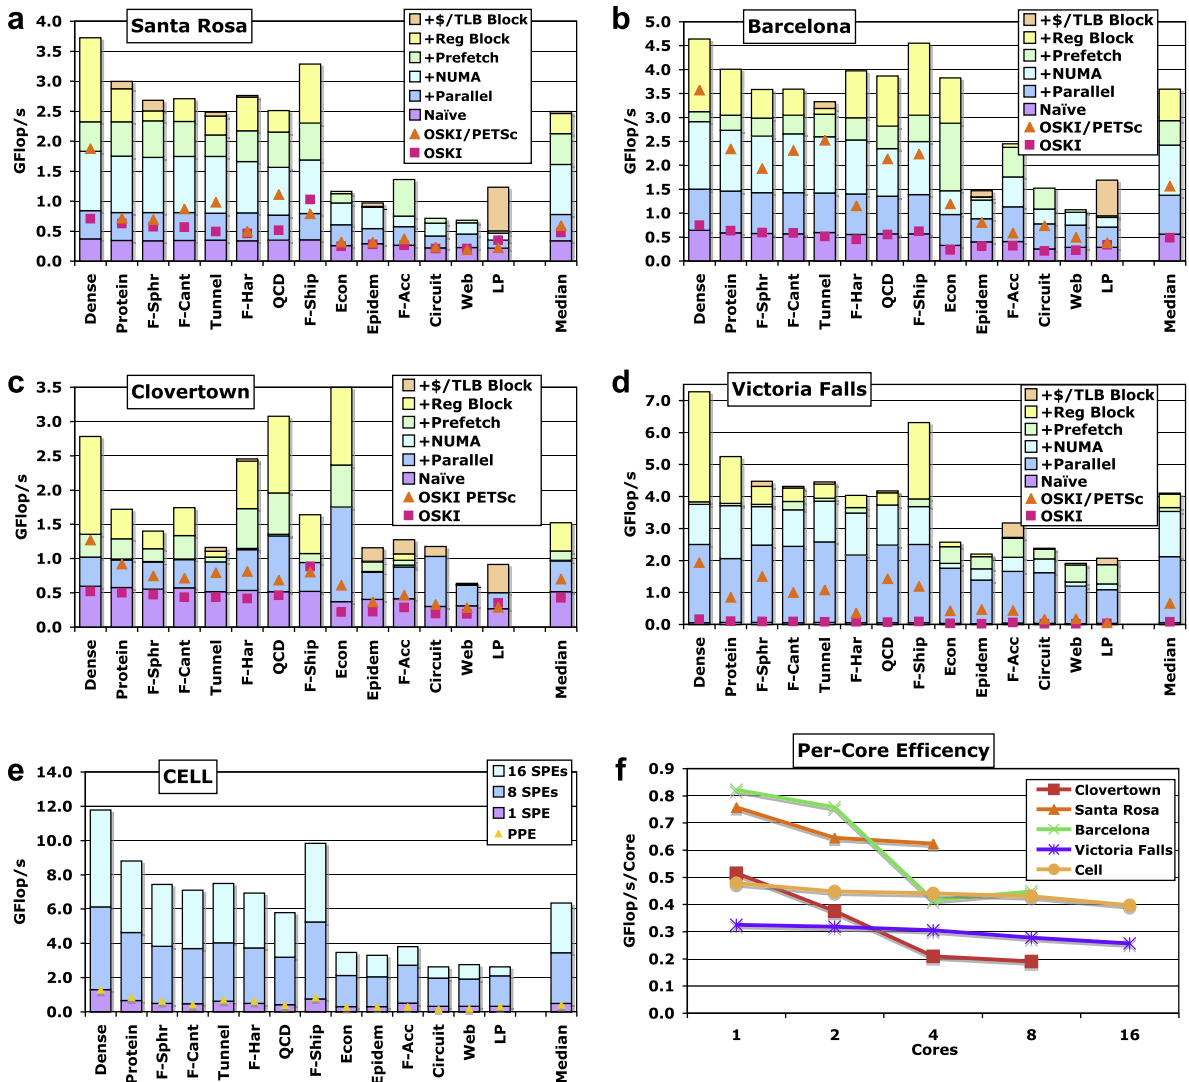 a
Santa Rosa
4.0
3.5
3.0
2.5
2.0
1.5
1.0
0.5
0.0
GFlop/s
+$/TLB Block
+Reg Block
+Prefetch
+NUMA
+Parallel
Naïve
OSKI/PETSc
OSKI
Dense
Protein
F-Sphr
F-Cant
Tunnel
F-Har
QCD
F-Ship
Econ
Epidem
F-Acc
Circuit
Web
LP
Median
b
Barcelona
5.0
4.5
4.0
3.5
3.0
2.5
2.0
1.5
1.0
0.5
0.0
GFlop/s
+$/TLB Block
+Reg Block
+Prefetch
+NUMA
+Parallel
Naïve
OSKI/PETSc
OSKI
Dense
Protein
F-Sphr
F-Cant
Tunnel
F-Har
QCD
F-Ship
Econ
Epidem
F-Acc
Circuit
Web
LP
Median
c
Clovertown
3.5
3.0
2.5
2.0
1.5
1.0
0.5
0.0
GFlop/s
+$/TLB Block
+Reg Block
+Prefetch
+NUMA
+Parallel
Naïve
OSKI PETSc
OSKI
Dense
Protein
F-Sphr
F-Cant
Tunnel
F-Har
QCD
F-Ship
Econ
Epidem
F-Acc
Circuit
Web
LP
Median
d
Victoria Falls
7.0
6.0
5.0
4.0
3.0
2.0
1.0
0.0
GFlop/s
+$/TLB Block
+Reg Block
+Prefetch
+NUMA
+Parallel
Naïve
OSKI/PETSc
OSKI
Dense
Protein
F-Sphr
F-Cant
Tunnel
F-Har
QCD
F-Ship
Econ
Epidem
F-Acc
Circuit
Web
LP
Median
e
CELL
14.0
12.0
10.0
8.0
6.0
4.0
2.0
0.0
GFlop/s
16 SPEs
8 SPEs
1 SPE
PPE
Dense
Protein
F-Sphr
F-Cant
Tunnel
F-Har
QCD
F-Ship
Econ
Epidem
F-Acc
Circuit
Web
LP
Median
f
Per-Core Efficency
0.9
0.8
0.7
0.6
0.5
0.4
0.3
0.2
0.1
0.0
GFlop/s/Core
Clovertown
Santa Rosa
Barcelona
Victoria Falls
Cell
1
2
4
8
16
Cores